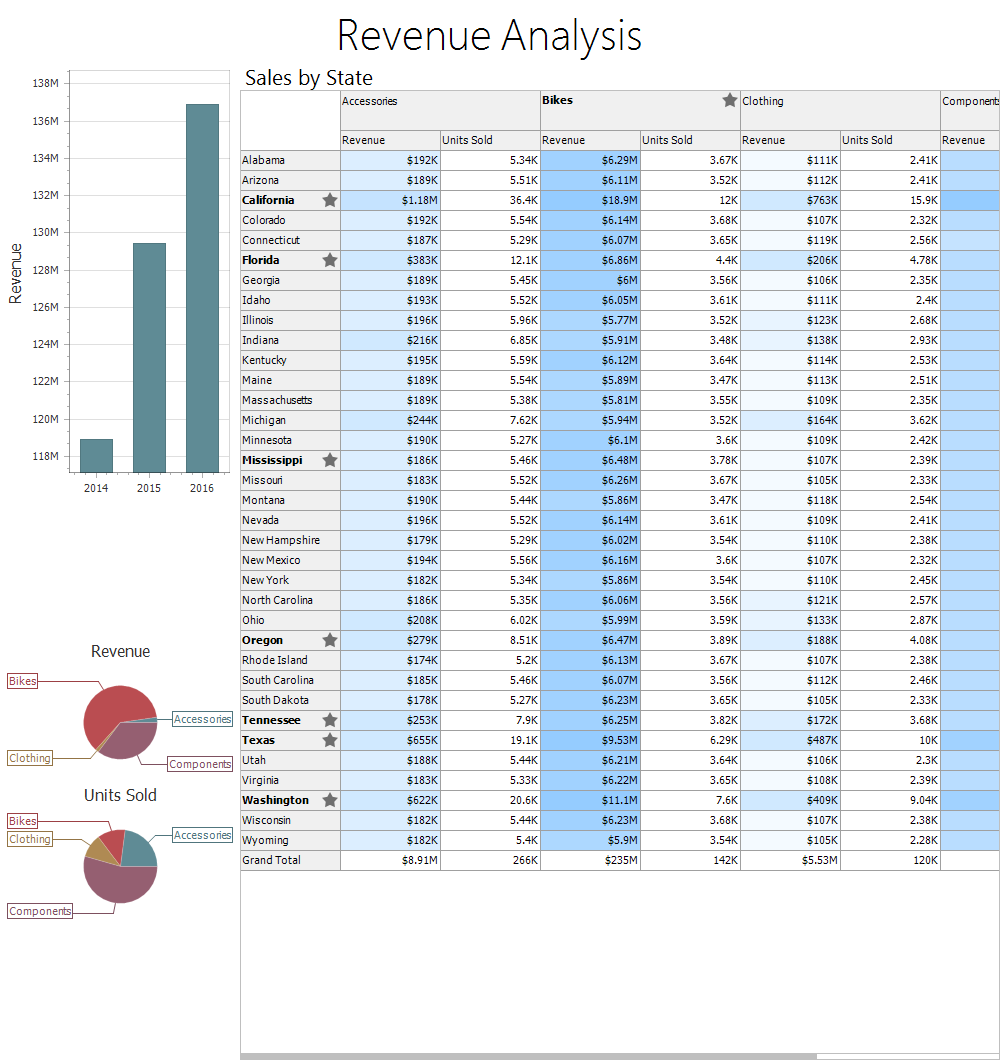 Revenue Analysis
Sales by State
138M
136M
134M
132M
130M
128M
126M
124M
122M
120M
118M
Revenue
2014 2015 2016
Accessories Bikes Clothing Components
Revenue Units Sold Revenue Units Sold Revenue Units Sold Revenue
Alabama $192K 5.34K $6.29M 3.67K $111K 2.41K
Arizona $189K 5.51K $6.11M 3.52K $112K 2.41K
California $1.18M 36.4K $18.9M 12K $763K 15.9K
Colorado $192K 5.54K $6.14M 3.68K $107K 2.32K
Connecticut $187K 5.29K $6.07M 3.65K $119K 2.56K
Florida $383K 12.1K $6.86M 4.4K $206K 4.78K
Georgia $189K 5.45K $6M 3.56K $106K 2.35K
Idaho $193K 5.52K $6.05M 3.61K $111K 2.4K
Illinois $196K 5.96K $5.77M 3.52K $123K 2.68K
Indiana $216K 6.85K $5.91M 3.48K $138K 2.93K
Kentucky $195K 5.59K $6.12M 3.64K $114K 2.53K
Maine $189K 5.54K $5.89M 3.47K $113K 2.51K
Massachusetts $189K 5.38K $5.81M 3.55K $109K 2.35K
Michigan $244K 7.62K $5.94M 3.52K $164K 3.62K
Minnesota $190K 5.27K $6.1M 3.6K $109K 2.42K
Mississippi $186K 5.46K $6.48M 3.78K $107K 2.39K
Missouri $183K 5.52K $6.26M 3.67K $105K 2.33K
Montana $190K 5.44K $5.86M 3.47K $118K 2.54K
Nevada $196K 5.52K $6.14M 3.61K $109K 2.41K
New Hampshire $179K 5.29K $6.02M 3.54K $110K 2.38K
New Mexico $194K 5.56K $6.16M 3.6K $107K 2.32K
New York $182K 5.34K $5.86M 3.54K $110K 2.45K
North Carolina $186K 5.35K $6.06M 3.56K $121K 2.57K
Ohio $208K 6.02K $5.99M 3.59K $133K 2.87K
Oregon $279K 8.51K $6.47M 3.89K $188K 4.08K
Rhode Island $174K 5.2K $6.13M 3.67K $107K 2.38K
South Carolina $185K 5.46K $6.07M 3.56K $112K 2.46K
South Dakota $178K 5.27K $6.23M 3.65K $105K 2.33K
Tennessee $253K 7.9K $6.25M 3.82K $172K 3.68K
Texas $655K 19.1K $9.53M 6.29K $487K 10K
Utah $188K 5.44K $6.21M 3.64K $106K 2.3K
Virginia $183K 5.33K $6.22M 3.65K $108K 2.39K
Washington $622K 20.6K $11.1M 7.6K $409K 9.04K
Wisconsin $182K 5.44K $6.23M 3.68K $107K 2.38K
Wyoming $182K 5.4K $5.9M 3.54K $105K 2.28K
Grand Total $8.91M 266K $235M 142K $5.53M 120K
Revenue
Bikes
Accessories
Clothing
Components
Units Sold
Bikes
Accessories
Clothing
Components